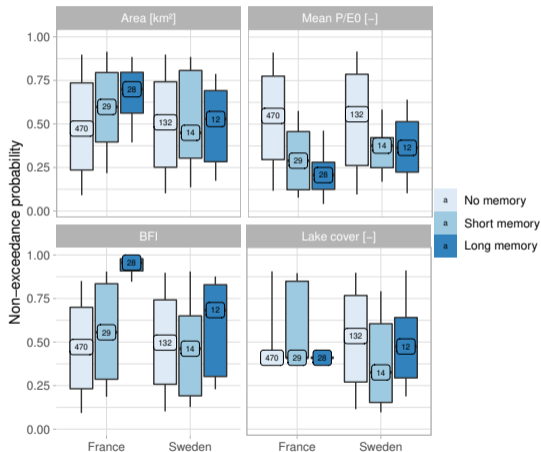 Area [km²]
Mean P/E0 [−]
1.00
0.75
0.50
0.25
0.00
470
29
28
132
14
12
470
29
28
132
14
12
Non−exceedance probability
a No memory
a Short memory
a Long memory
BFI
Lake cover [−]
1.00
0.75
0.50
0.25
0.00
470
29
28
132
14
12
470
29
28
132
14
12
France
Sweden
France
Sweden